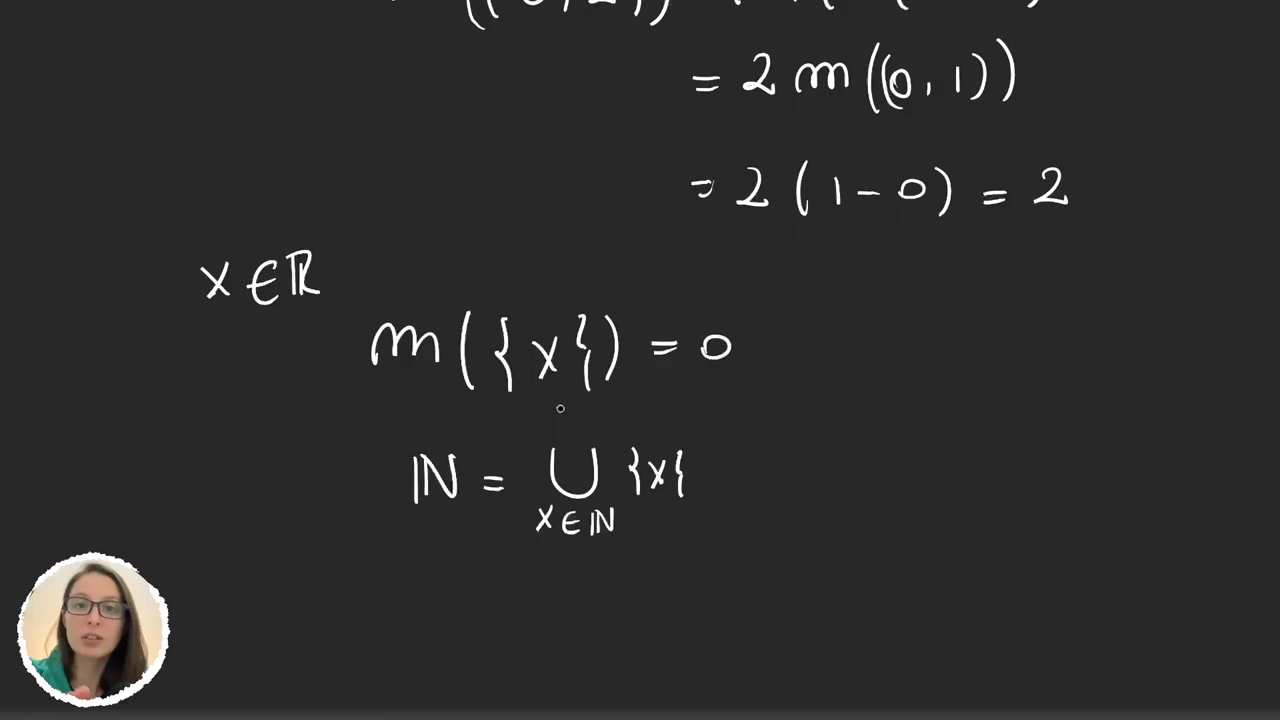 = 2 m((0, 1))
= 2 (1 - 0) = 2
x ∈ ℝ
m({x}) = 0
ℕ = ⋃ {x{
x ∈ ℕ